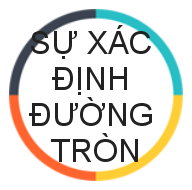 SỰ XÁC
ĐỊNH
ĐƯỜNG
TRÒN